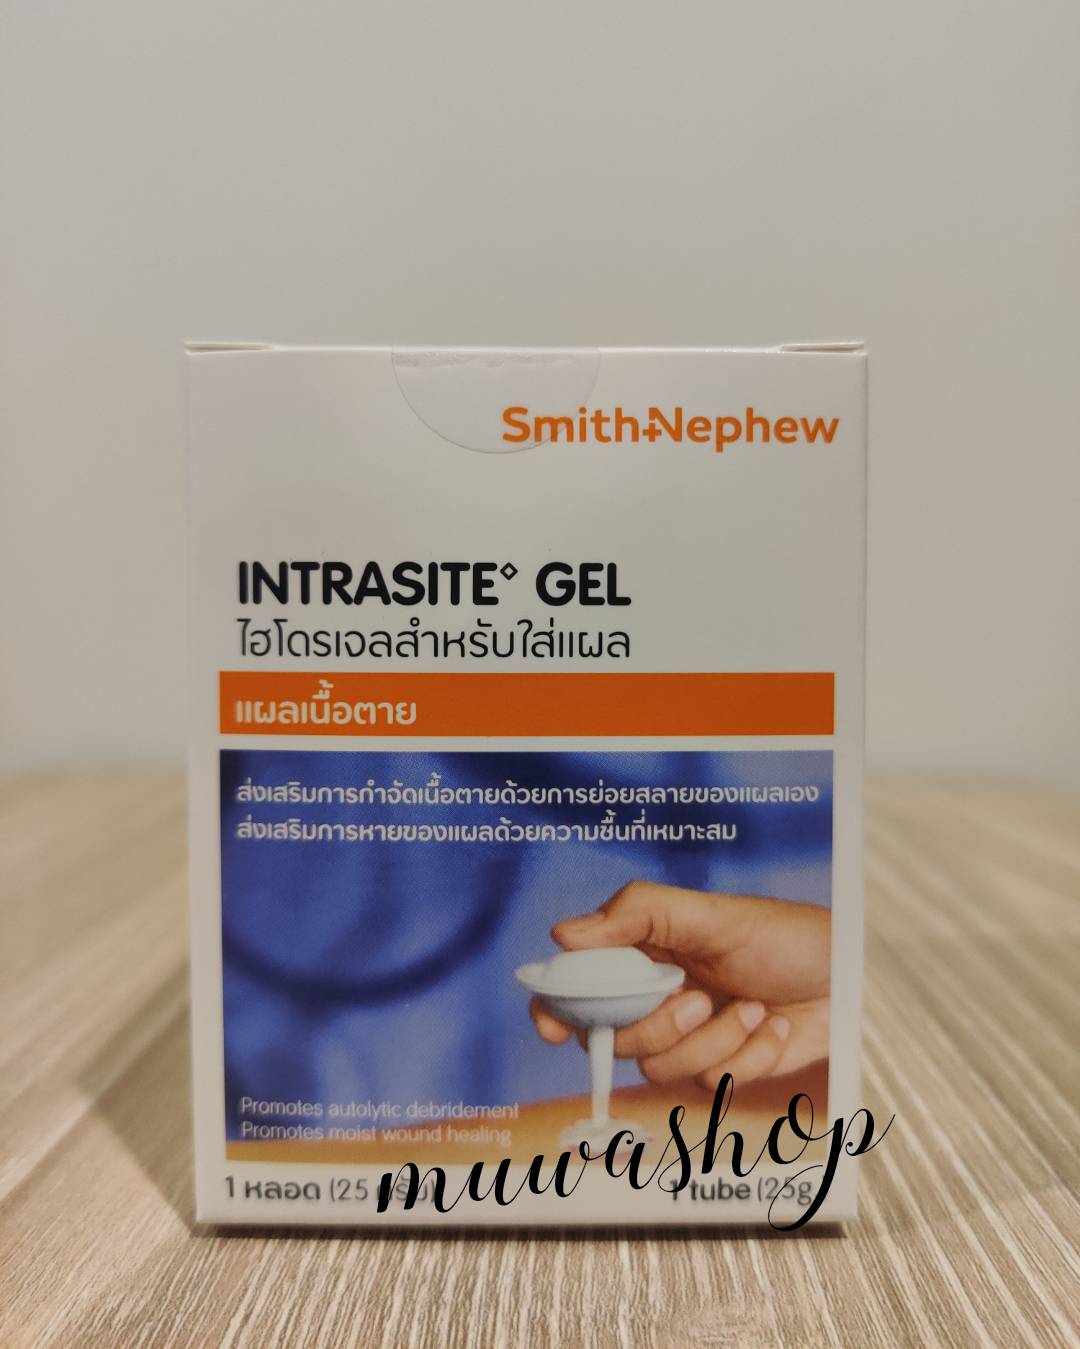 Smith+Nephew
INTRASITE◊ GEL
ไฮโดรเจลสำหรับใส่แผล
แผลเนื้อตาย
ส่งเสริมการกำจัดเนื้อตายด้วยการย่อยสลายของแผลเอง
ส่งเสริมการหายของแผลด้วยความชื้นที่เหมาะสม
Promotes autolytic debridement
Promotes moist wound healing
muwashop
1 หลอด (25 กรัม) 1 tube (25g)